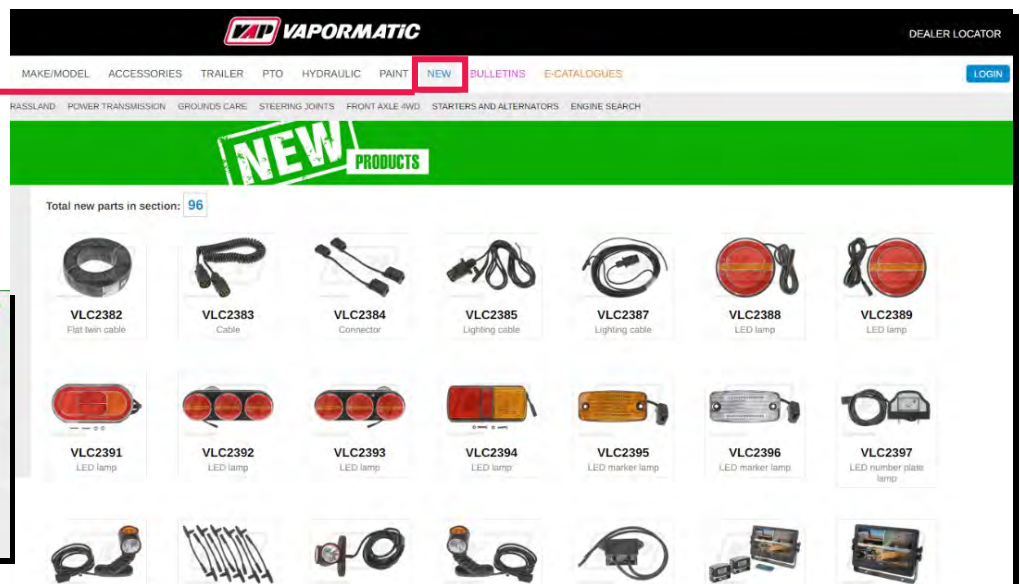 VAP VAPORMATiC
DEALER LOCATOR
MAKE/MODEL ACCESSORIES TRAILER PTO HYDRAULIC PAINT NEW BULLETINS E-CATALOGUES LOGIN
RASSLAND POWER TRANSMISSION GROUNDS CARE STEERING JOINTS FRONT AXLE 4WD STARTERS AND ALTERNATORS ENGINE SEARCH
NEW PRODUCTS
Total new parts in section: 96
VLC2382 VLC2383 VLC2384 VLC2385 VLC2387 VLC2388 VLC2389
Flat twin cable Cable Connector Lighting cable Lighting cable LED lamp LED lamp
VLC2391 VLC2392 VLC2393 VLC2394 VLC2395 VLC2396 VLC2397
LED lamp LED lamp LED lamp LED lamp LED marker lamp LED marker lamp LED number plate
lamp